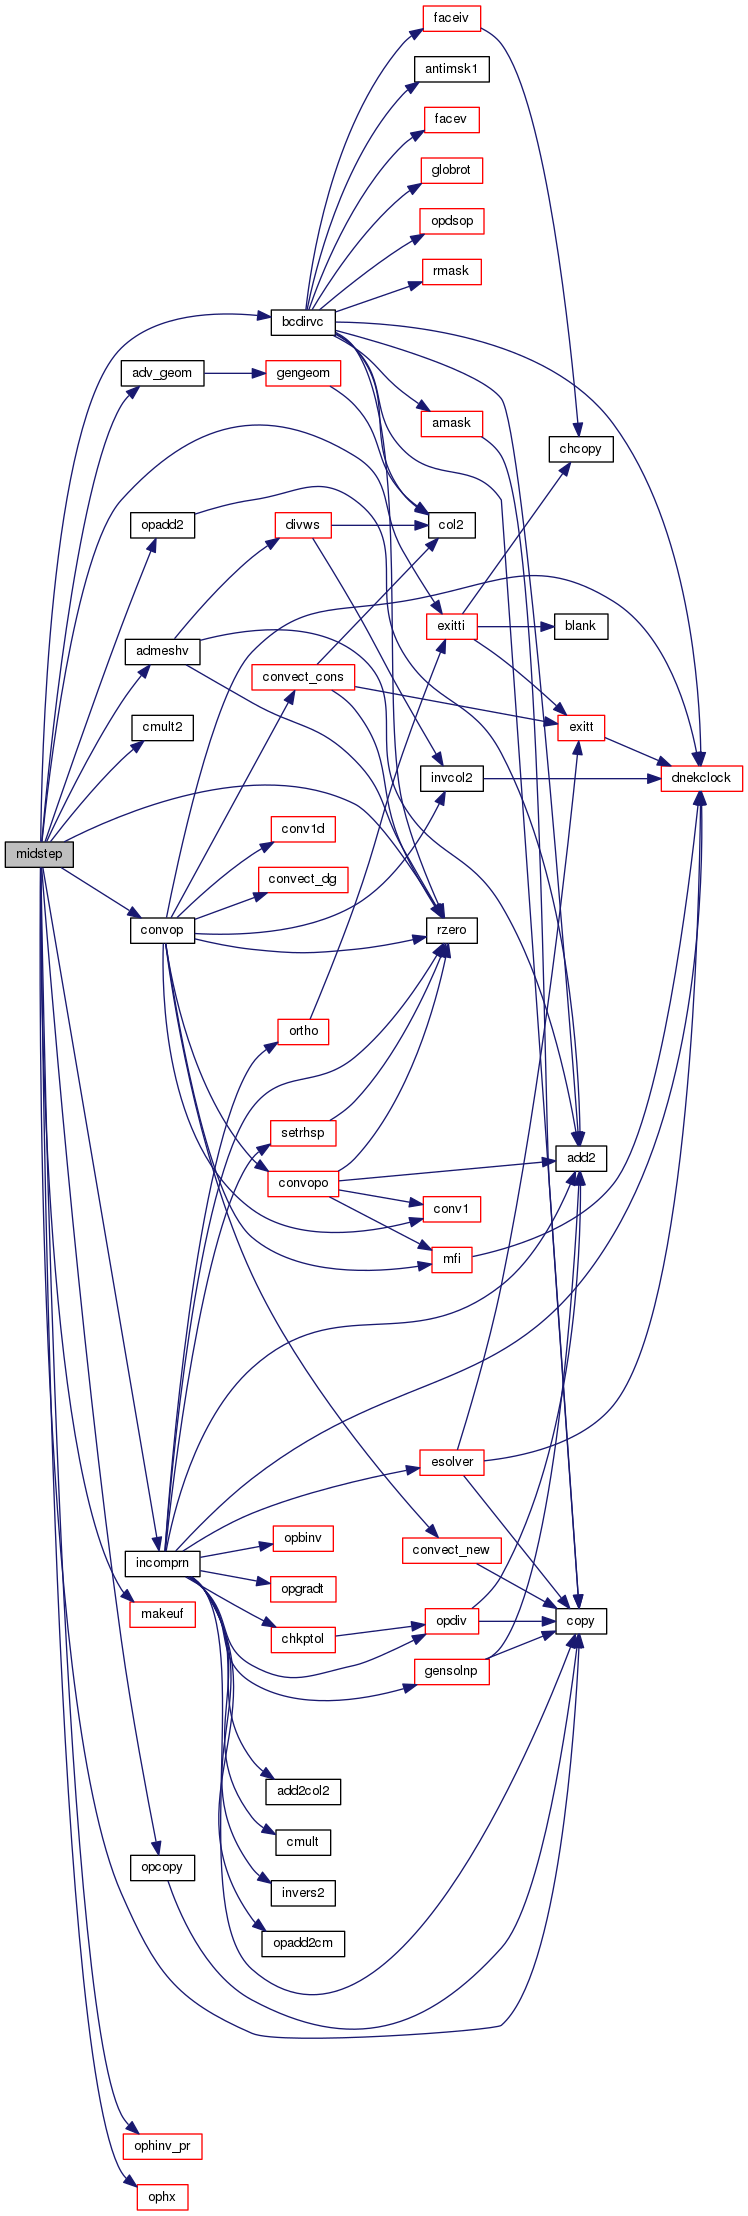 faceiv
antimsk1
facev
globrot
opdsop
rmask
bcdirvc
adv_geom
gengeom
amask
chcopy
opadd2
divws
col2
exitti
blank
admeshv
convect_cons
cmult2
exitt
invcol2
dnekclock
conv1d
midstep
convect_dg
convop
rzero
ortho
setrhsp
add2
convopo
conv1
mfi
esolver
opbinv
convect_new
incomprn
opgradt
makeuf
opdiv
copy
chkptol
gensolnp
add2col2
cmult
opcopy
invers2
opadd2cm
ophinv_pr
ophx